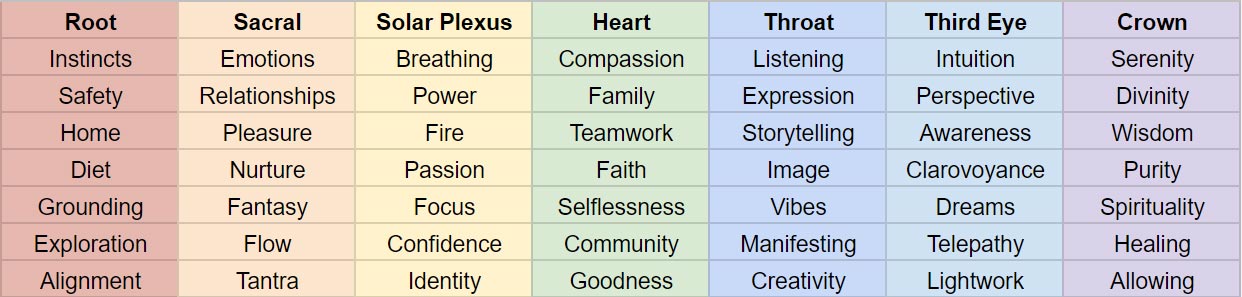 Root Sacral Solar Plexus Heart Throat Third Eye Crown
Instincts Emotions Breathing Compassion Listening Intuition Serenity
Safety Relationships Power Family Expression Perspective Divinity
Home Pleasure Fire Teamwork Storytelling Awareness Wisdom
Diet Nurture Passion Faith Image Clarovoyance Purity
Grounding Fantasy Focus Selflessness Vibes Dreams Spirituality
Exploration Flow Confidence Community Manifesting Telepathy Healing
Alignment Tantra Identity Goodness Creativity Lightwork Allowing